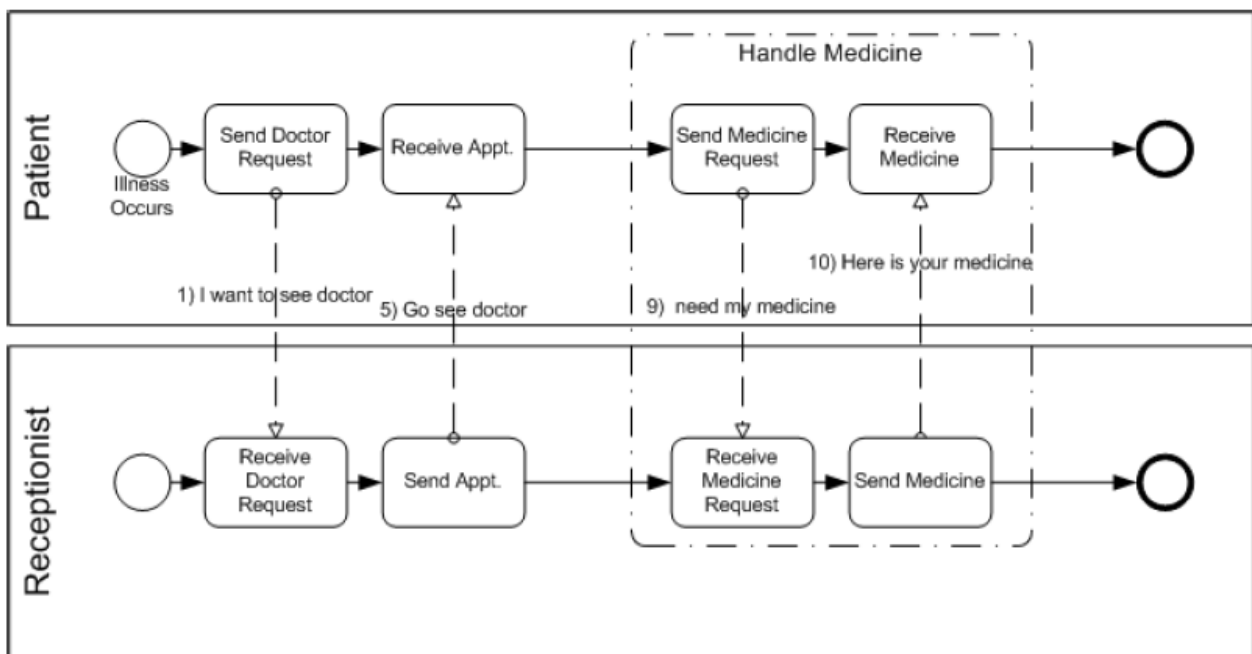 Patient
Handle Medicine
Illness
Occurs
Send Doctor
Request
Receive Appt.
Send Medicine
Request
Receive
Medicine
1) I want to see doctor
5) Go see doctor
9)  need my medicine
10) Here is your medicine
Receptionist
Receive
Doctor
Request
Send Appt.
Receive
Medicine
Request
Send Medicine